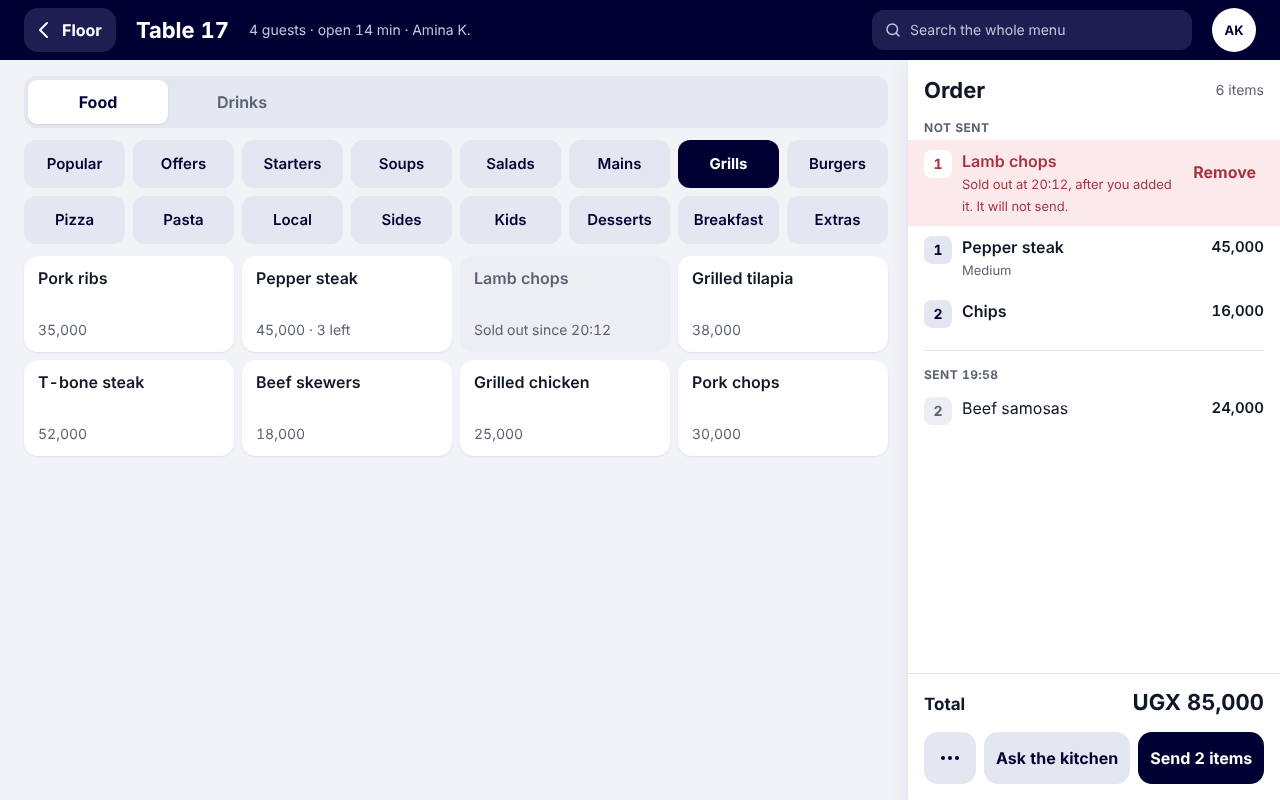 Floor
Table 17
4 guests · open 14 min · Amina K.
Search the whole menu
AK
Food
Drinks
Popular
Offers
Starters
Soups
Salads
Mains
Grills
Burgers
Pizza
Pasta
Local
Sides
Kids
Desserts
Breakfast
Extras
Pork ribs
35,000
Pepper steak
45,000 · 3 left
Lamb chops
Sold out since 20:12
Grilled tilapia
38,000
T-bone steak
52,000
Beef skewers
18,000
Grilled chicken
25,000
Pork chops
30,000
Order
6 items
NOT SENT
1
Lamb chops
Sold out at 20:12, after you added
it. It will not send.
Remove
1
Pepper steak
45,000
Medium
2
Chips
16,000
SENT 19:58
2
Beef samosas
24,000
Total
UGX 85,000
Ask the kitchen
Send 2 items